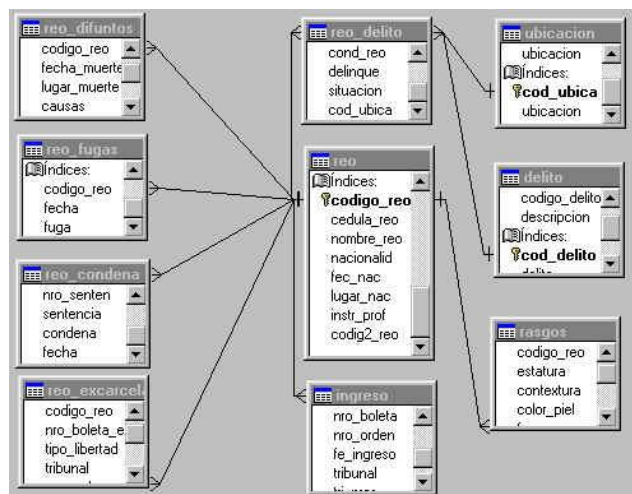 reo_difuntos
codigo_reo
fecha_muerte
lugar_muerte
causas
reo_fugas
Índices:
codigo_reo
fecha
fuga
reo_condena
nro_senten
sentencia
condena
fecha
reo_excarcela
codigo_reo
nro_boleta_e
tipo_libertad
tribunal
reo_delito
cond_reo
delinque
situacion
cod_ubica
reo
Índices:
codigo_reo
cedula_reo
nombre_reo
nacionalid
fec_nac
lugar_nac
instr_prof
codig2_reo
ingreso
nro_boleta
nro_orden
fe_ingreso
tribunal
ubicacion
ubicacion
Índices:
cod_ubica
ubicacion
delito
codigo_delito
descripcion
Índices:
cod_delito
delito
rasgos
codigo_reo
estatura
contextura
color_piel